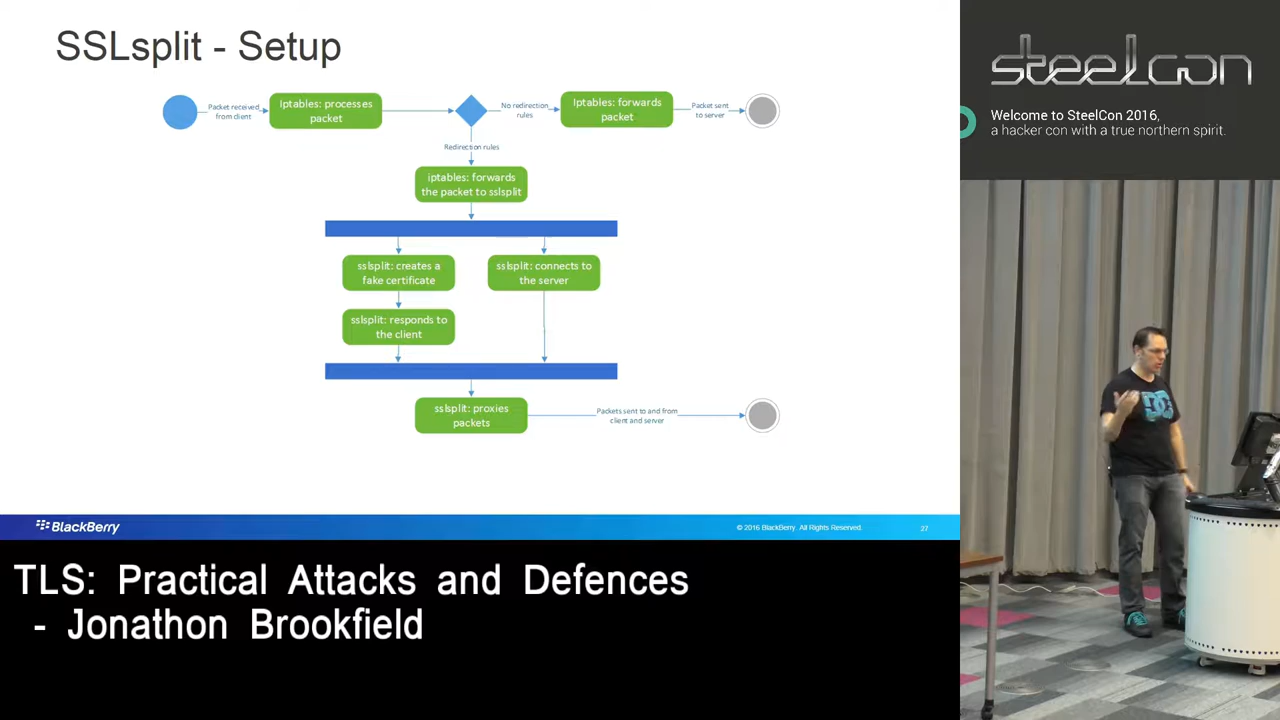 SSLsplit - Setup
Packet received
from client
Iptables: processes
packet
No redirection
rules
Iptables: forwards
packet
Packet sent
to server
Redirection rules
iptables: forwards
the packet to sslsplit
sslsplit: creates a
fake certificate
sslsplit: connects to
the server
sslsplit: responds to
the client
sslsplit: proxies
packets
Packets sent to and from
client and server
BlackBerry
© 2016 BlackBerry All Rights Reserved.
27
steelcon
Welcome to SteelCon 2016,
a hacker con with a true northern spirit.
DC
TLS: Practical Attacks and Defences
- Jonathon Brookfield